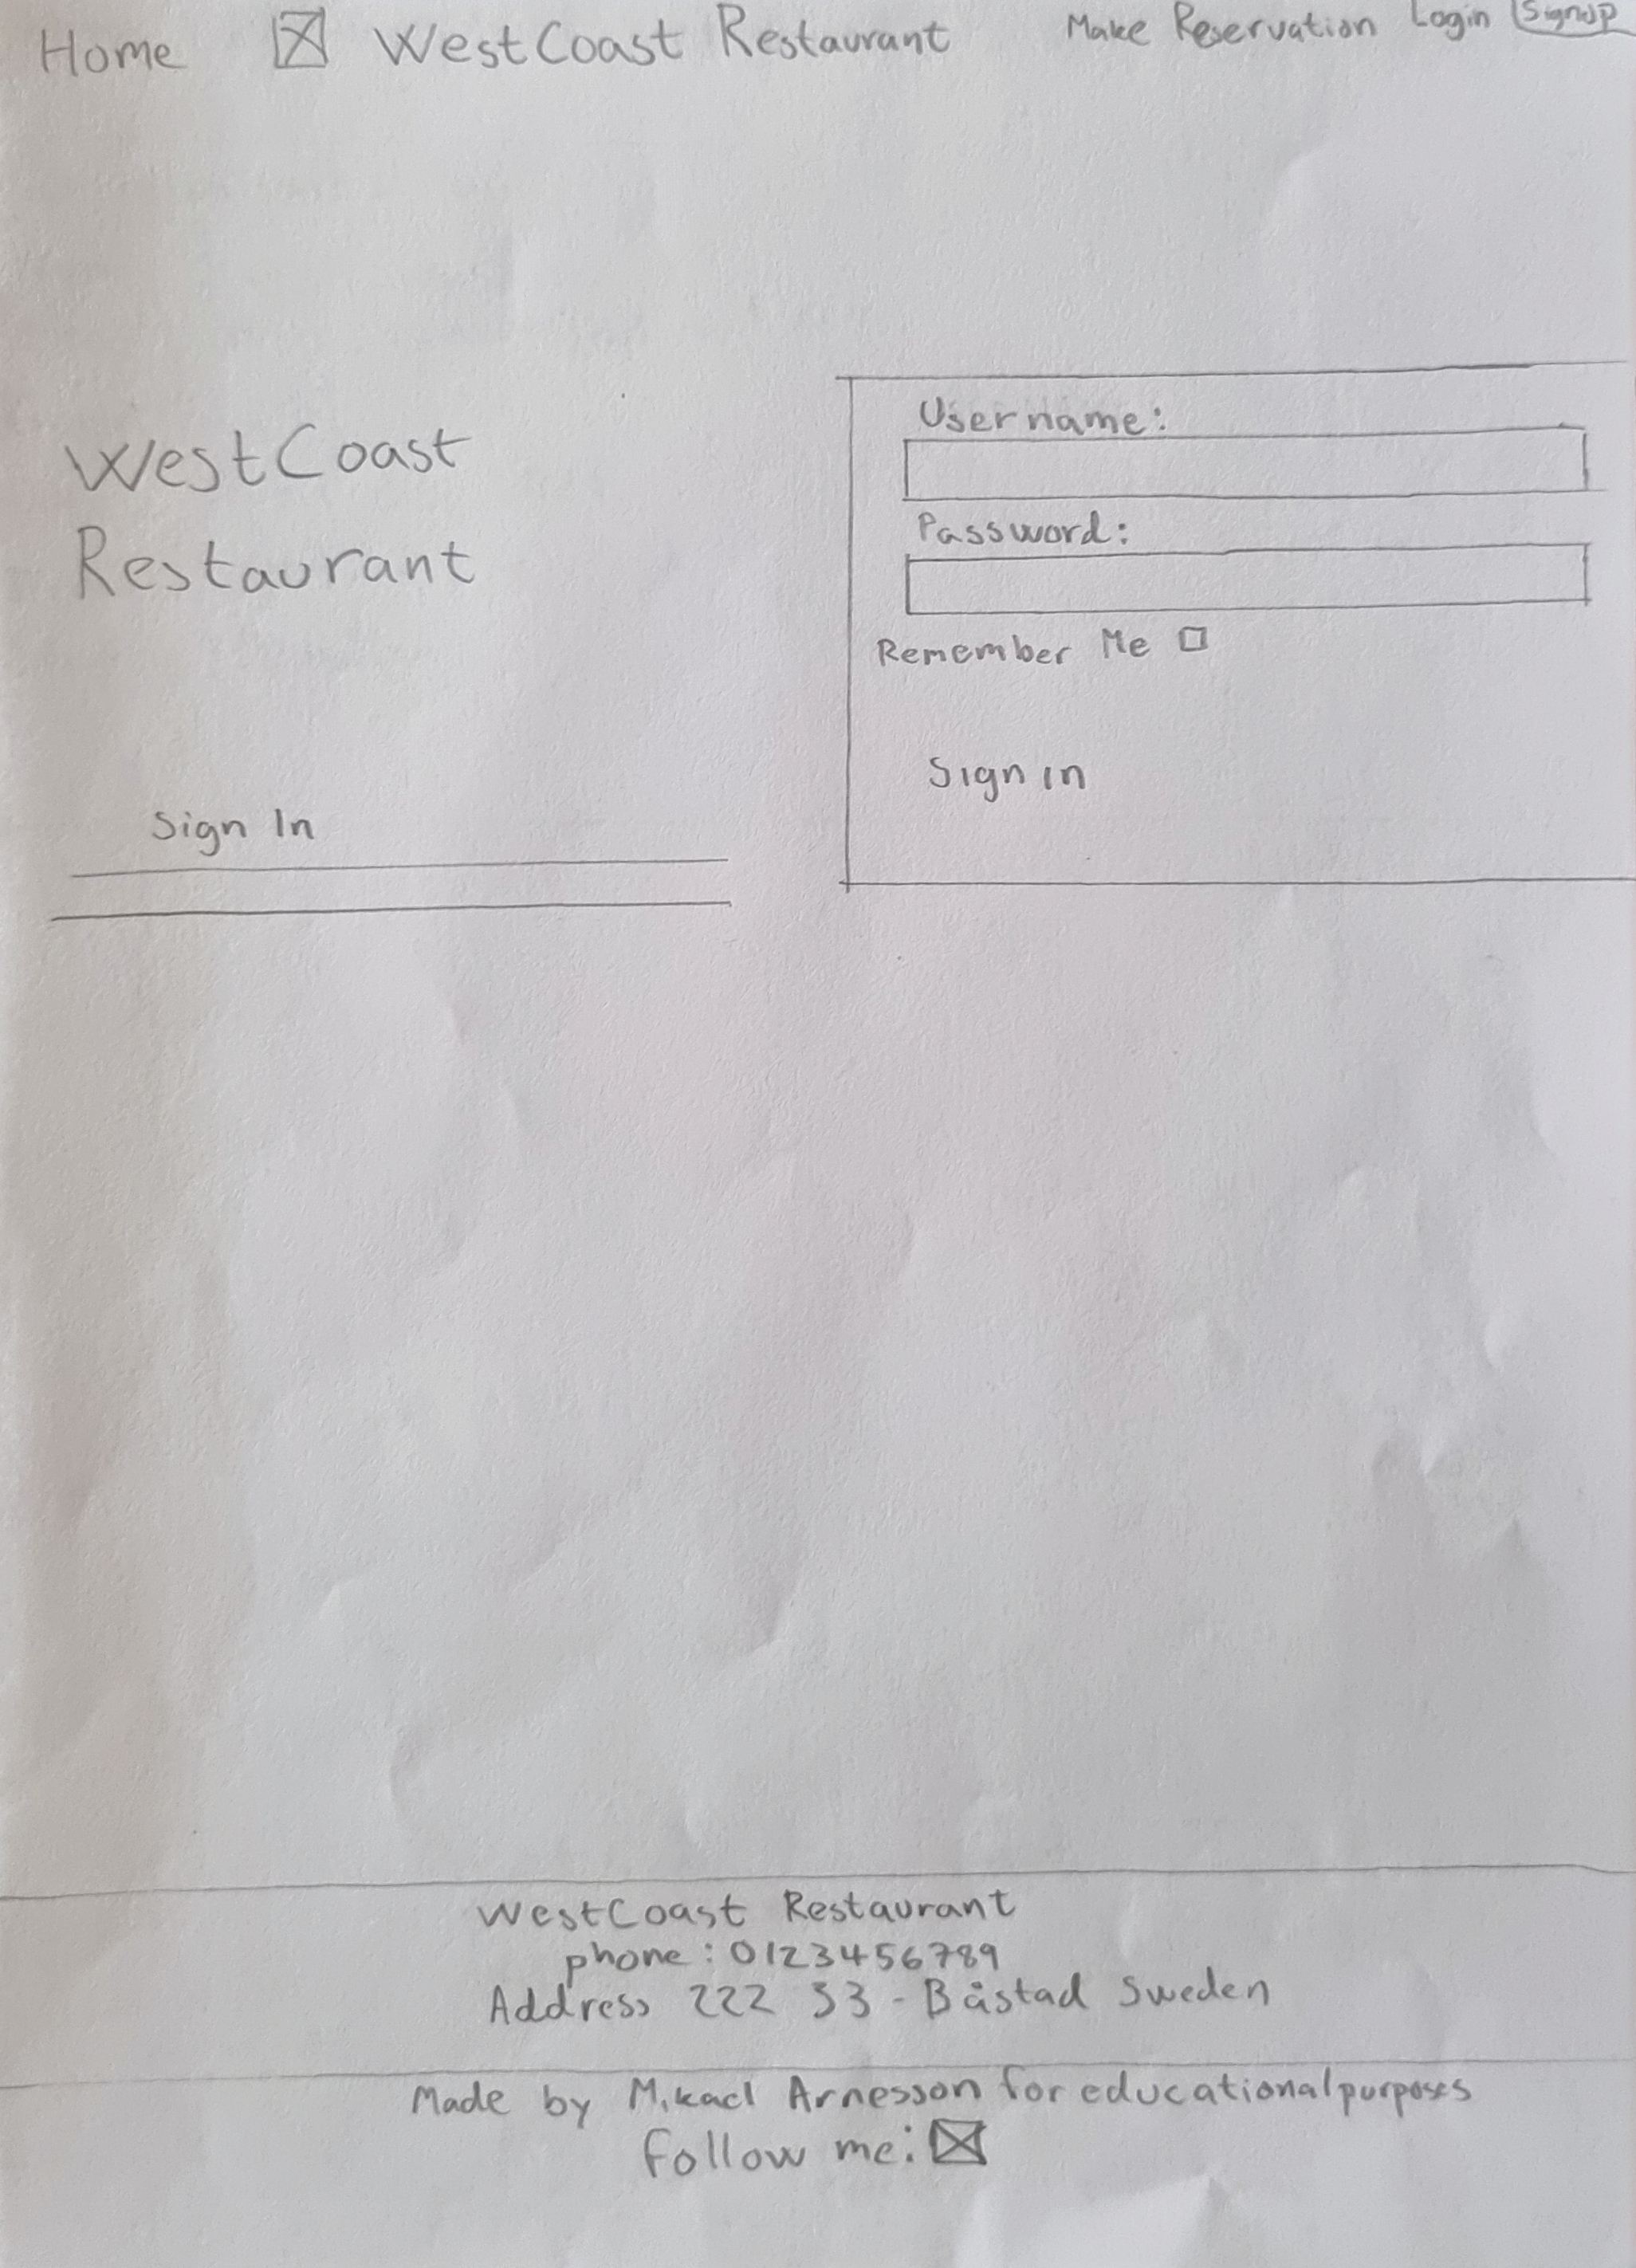 Home WestCoast Restaurant Make Reservation Login Signup
WestCoast
Restaurant
Sign In
Username:
Password:
Remember Me
Sign in
WestCoast Restaurant
phone: 0123456789
Address 222 33 - Båstad Sweden
Made by Mikael Arnesson for educational purposes
Follow me: